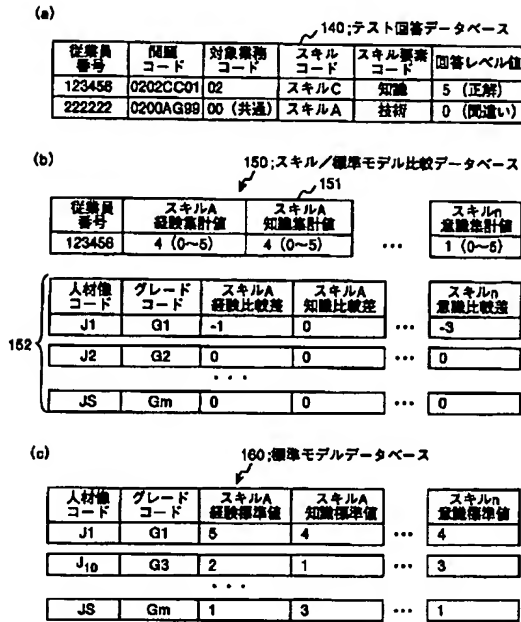 (a)
140;テスト回答データベース
従業員番号 問題コード 対象業務コード スキルコード スキル要素コード 回答レベル値
123456 0202CC01 02 スキルC 知識 5 (正解)
222222 0200AG99 00 (共通) スキルA 技術 0 (間違い)
(b)
150;スキル/標準モデル比較データベース
151
従業員番号 スキルA経験集計値 スキルA知識集計値 スキルn意識集計値
123456 4 (0～5) 4 (0～5) ・・・ 1 (0～5)
152
人材像コード グレードコード スキルA経験比較差 スキルA知識比較差 スキルn意識比較差
J1 G1 -1 0 ・・・ -3
J2 G2 0 0 ・・・ 0
・・・
JS Gm 0 0 ・・・ 0
(c)
160;標準モデルデータベース
人材像コード グレードコード スキルA経験標準値 スキルA知識標準値 スキルn意識標準値
J1 G1 5 4 ・・・ 4
J10 G3 2 1 ・・・ 3
・・・
JS Gm 1 3 ・・・ 1